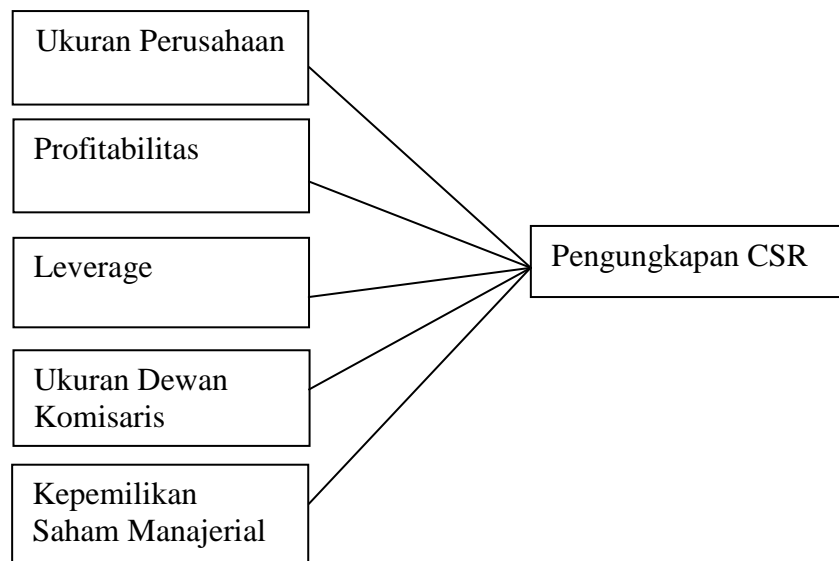 Ukuran Perusahaan
Profitabilitas
Leverage
Pengungkapan CSR
Ukuran Dewan
Komisaris
Kepemilikan
Saham Manajerial